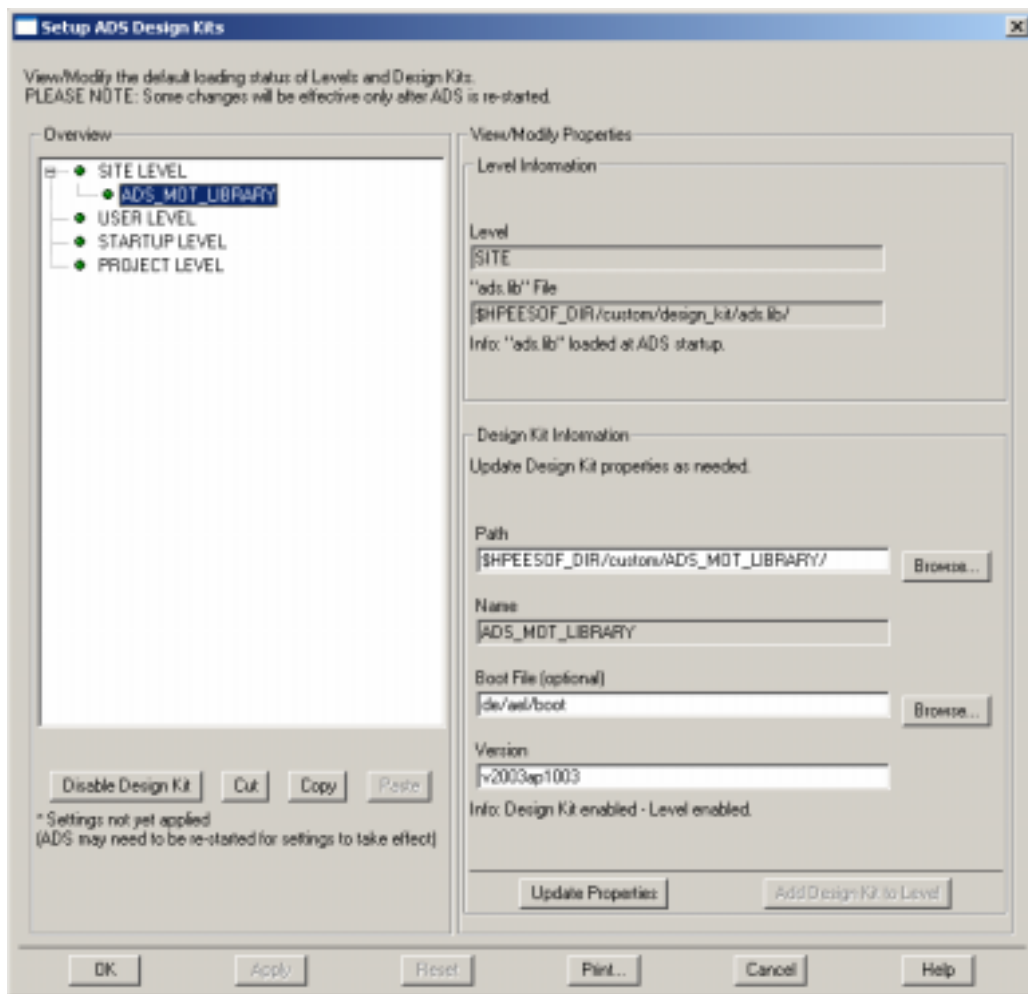 Setup ADS Design Kits
View/Modify the default loading status of Levels and Design Kits.
PLEASE NOTE: Some changes will be effective only after ADS is re-started.
Overview
SITE LEVEL
ADS_MOT_LIBRARY
USER LEVEL
STARTUP LEVEL
PROJECT LEVEL
Disable Design Kit
Cut
Copy
Paste
* Settings not yet applied
(ADS may need to be re-started for settings to take effect)
View/Modify Properties
Level Information
Level
SITE
"ads.lib" File
$HPEESOF_DIR/custom/design_kit/ads.lib/
Info: "ads.lib" loaded at ADS startup.
Design Kit Information
Update Design Kit properties as needed.
Path
$HPEESOF_DIR/custom/ADS_MOT_LIBRARY/
Browse...
Name
ADS_MOT_LIBRARY
Boot File (optional)
de/ael/boot
Browse...
Version
v2003ap1003
Info: Design Kit enabled - Level enabled.
Update Properties
Add Design Kit to Level
OK
Apply
Reset
Print...
Cancel
Help